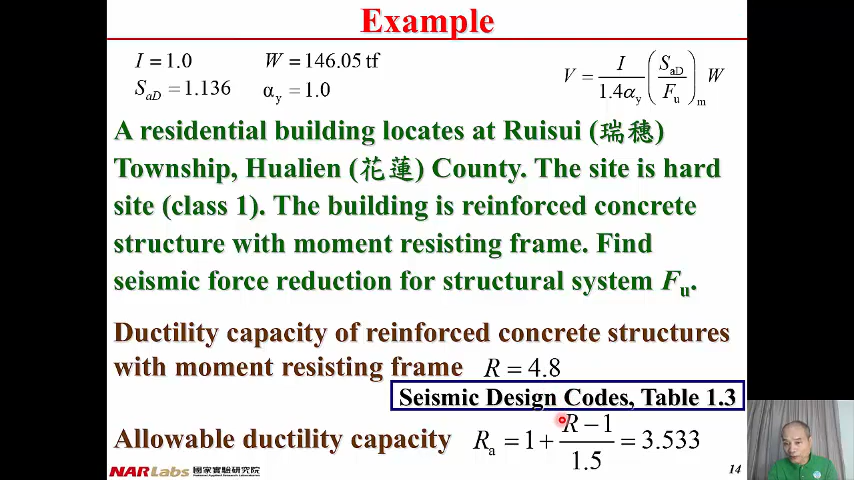 Example
I = 1.0 W = 146.05 tf
S_aD = 1.136 α_y = 1.0
V = I / 1.4α_y (S_aD / F_u)_m W
A residential building locates at Ruisui (瑞穗)
Township, Hualien (花蓮) County. The site is hard
site (class 1). The building is reinforced concrete
structure with moment resisting frame. Find
seismic force reduction for structural system F_u.
Ductility capacity of reinforced concrete structures
with moment resisting frame R = 4.8
Seismic Design Codes, Table 1.3
Allowable ductility capacity R_a = 1 + (R − 1) / 1.5 = 3.533
NARLabs 國家實驗研究院
14